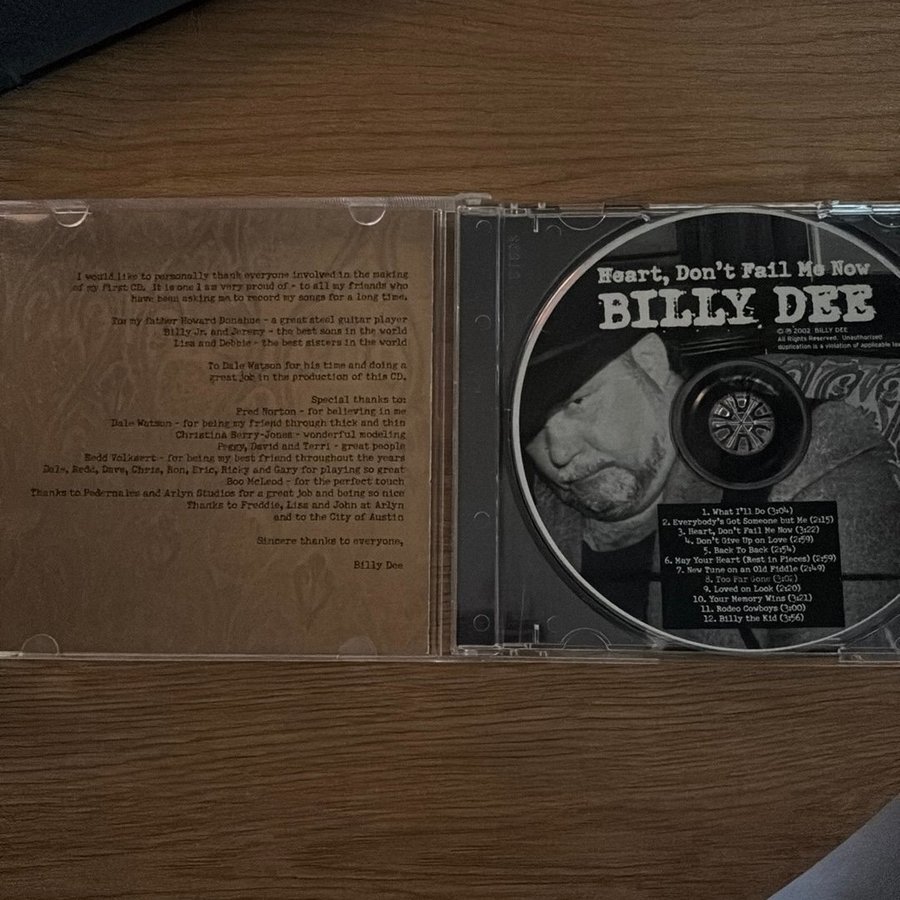 I would like to personally thank everyone involved in the making
of my first CD. It is one I am very proud of - to all my friends who
have been asking me to record my songs for a long time.
To my father Howard Donahue - a great steel guitar player
Billy Jr. and Jeremy - the best sons in the world
Lisa and Debbie - the best sisters in the world
To Dale Watson for his time and doing a
great job in the production of this CD.
Special thanks to:
Fred Norton - for believing in me
Dale Watson - for being my friend through thick and thin
Christina Berry-Jones - wonderful modeling
Peggy, David and Terri - great people
Redd Volkaert - for being my best friend throughout the years
Dale, Redd, Dave, Chris, Ron, Eric, Ricky and Gary for playing so great
Boo McLeod - for the perfect touch
Thanks to Pedernales and Arlyn Studios for a great job and being so nice
Thanks to Freddie, Lisa and John at Arlyn
and to the City of Austin
Sincere thanks to everyone,
Billy Dee
Heart, Don't Fail Me Now
BILLY DEE
© ℗ 2002 BILLY DEE
All Rights Reserved. Unauthorised
duplication is a violation of applicable
1. What I'll Do (3:04)
2. Everybody's Got Someone but Me (2:15)
3. Heart, Don't Fail Me Now (3:22)
4. Don't Give Up on Love (2:59)
5. Back To Back (2:54)
6. May Your Heart (Rest in Pieces) (2:59)
7. New Tune on an Old Fiddle (2:49)
8. Too Far Gone (3:02)
9. Loved on Look (2:20)
10. Your Memory Wins (3:21)
11. Rodeo Cowboys (3:00)
12. Billy the Kid (3:56)